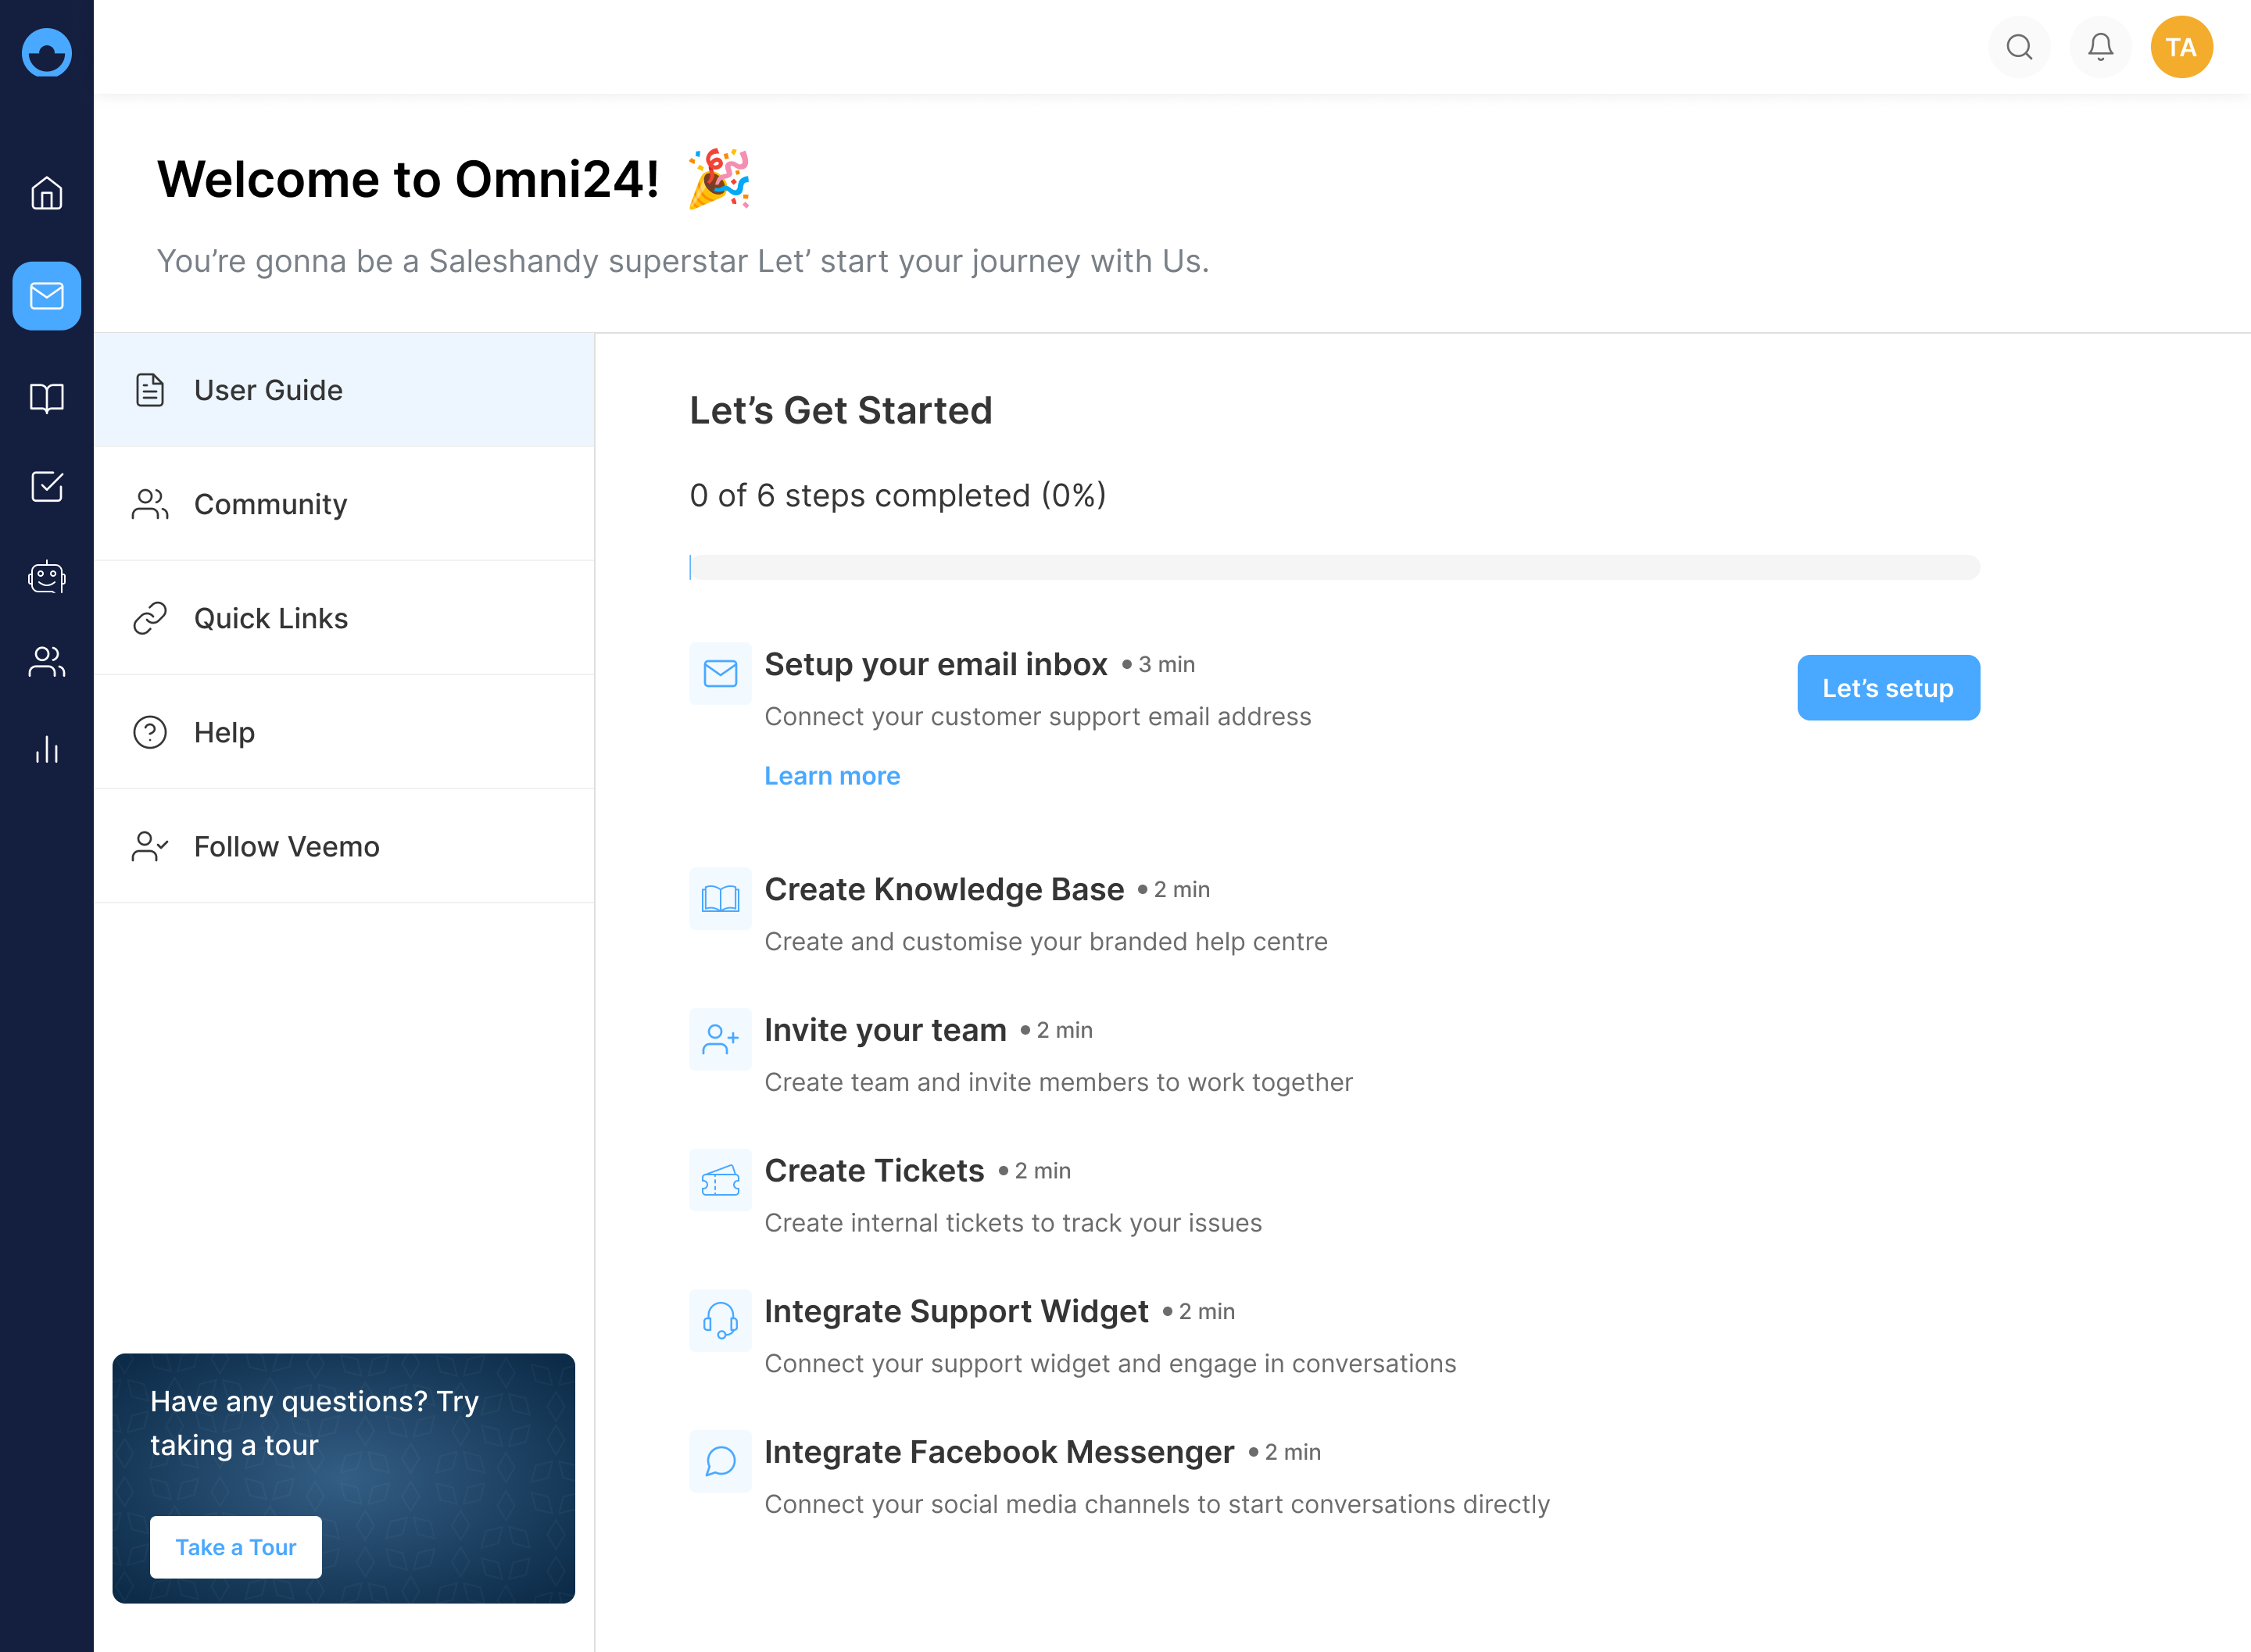 TA
Welcome to Omni24! 🎉
You’re gonna be a Saleshandy superstar Let’ start your journey with Us.
User Guide
Community
Quick Links
Help
Follow Veemo
Have any questions? Try
taking a tour
Take a Tour
Let’s Get Started
0 of 6 steps completed (0%)
Setup your email inbox • 3 min
Connect your customer support email address
Learn more
Let’s setup
Create Knowledge Base • 2 min
Create and customise your branded help centre
Invite your team • 2 min
Create team and invite members to work together
Create Tickets • 2 min
Create internal tickets to track your issues
Integrate Support Widget • 2 min
Connect your support widget and engage in conversations
Integrate Facebook Messenger • 2 min
Connect your social media channels to start conversations directly